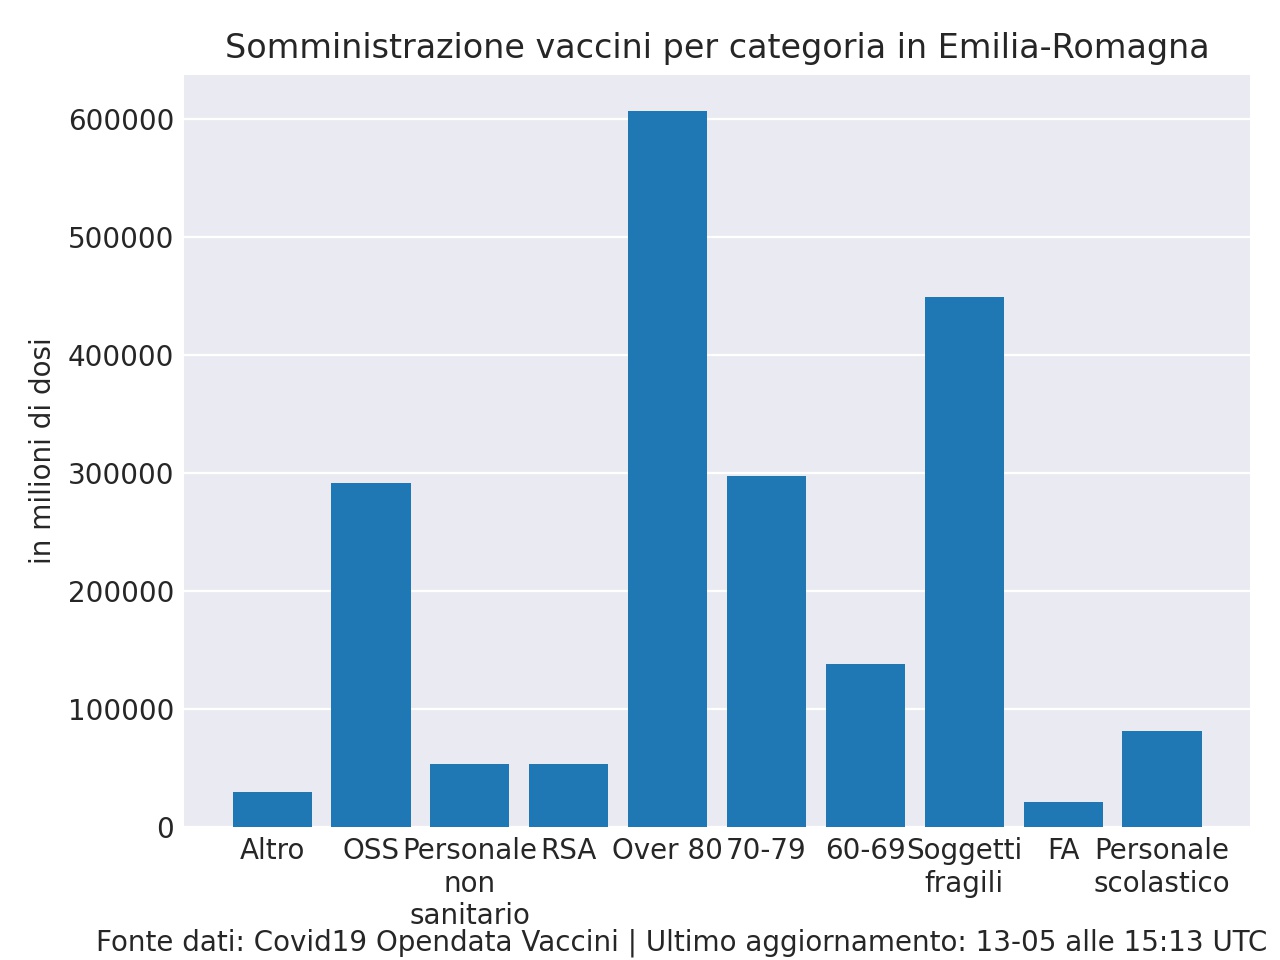 Somministrazione vaccini per categoria in Emilia-Romagna
in milioni di dosi
600000
500000
400000
300000
200000
100000
0
Altro
OSS
Personale
non
sanitario
RSA
Over 80
70-79
60-69
Soggetti
fragili
FA
Personale
scolastico
Fonte dati: Covid19 Opendata Vaccini | Ultimo aggiornamento: 13-05 alle 15:13 UTC